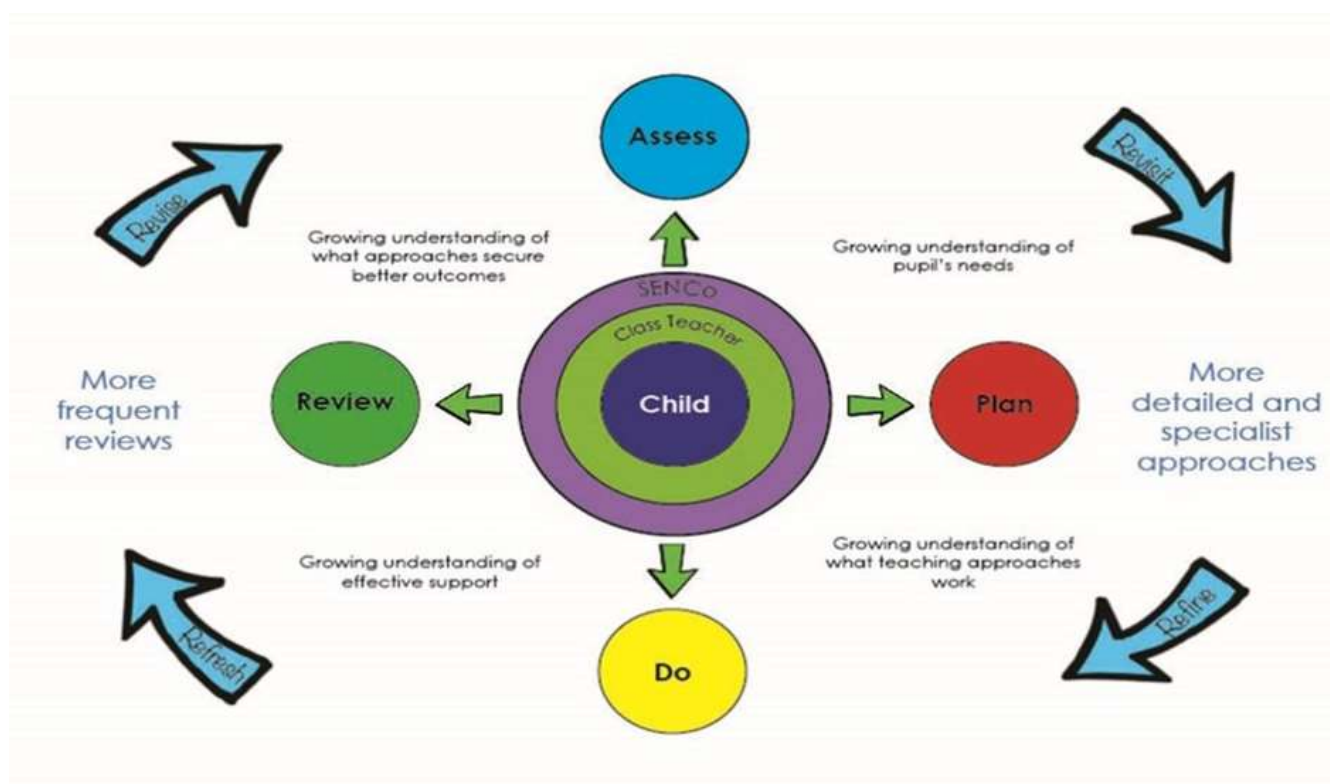 Assess
Revise
Revisit
Growing understanding of
what approaches secure
better outcomes
Growing understanding of
pupil's needs
SENCo
Class Teacher
Child
More
frequent
reviews
Review
Plan
More
detailed and
specialist
approaches
Growing understanding of
effective support
Growing understanding of
what teaching approaches
work
Refresh
Refine
Do